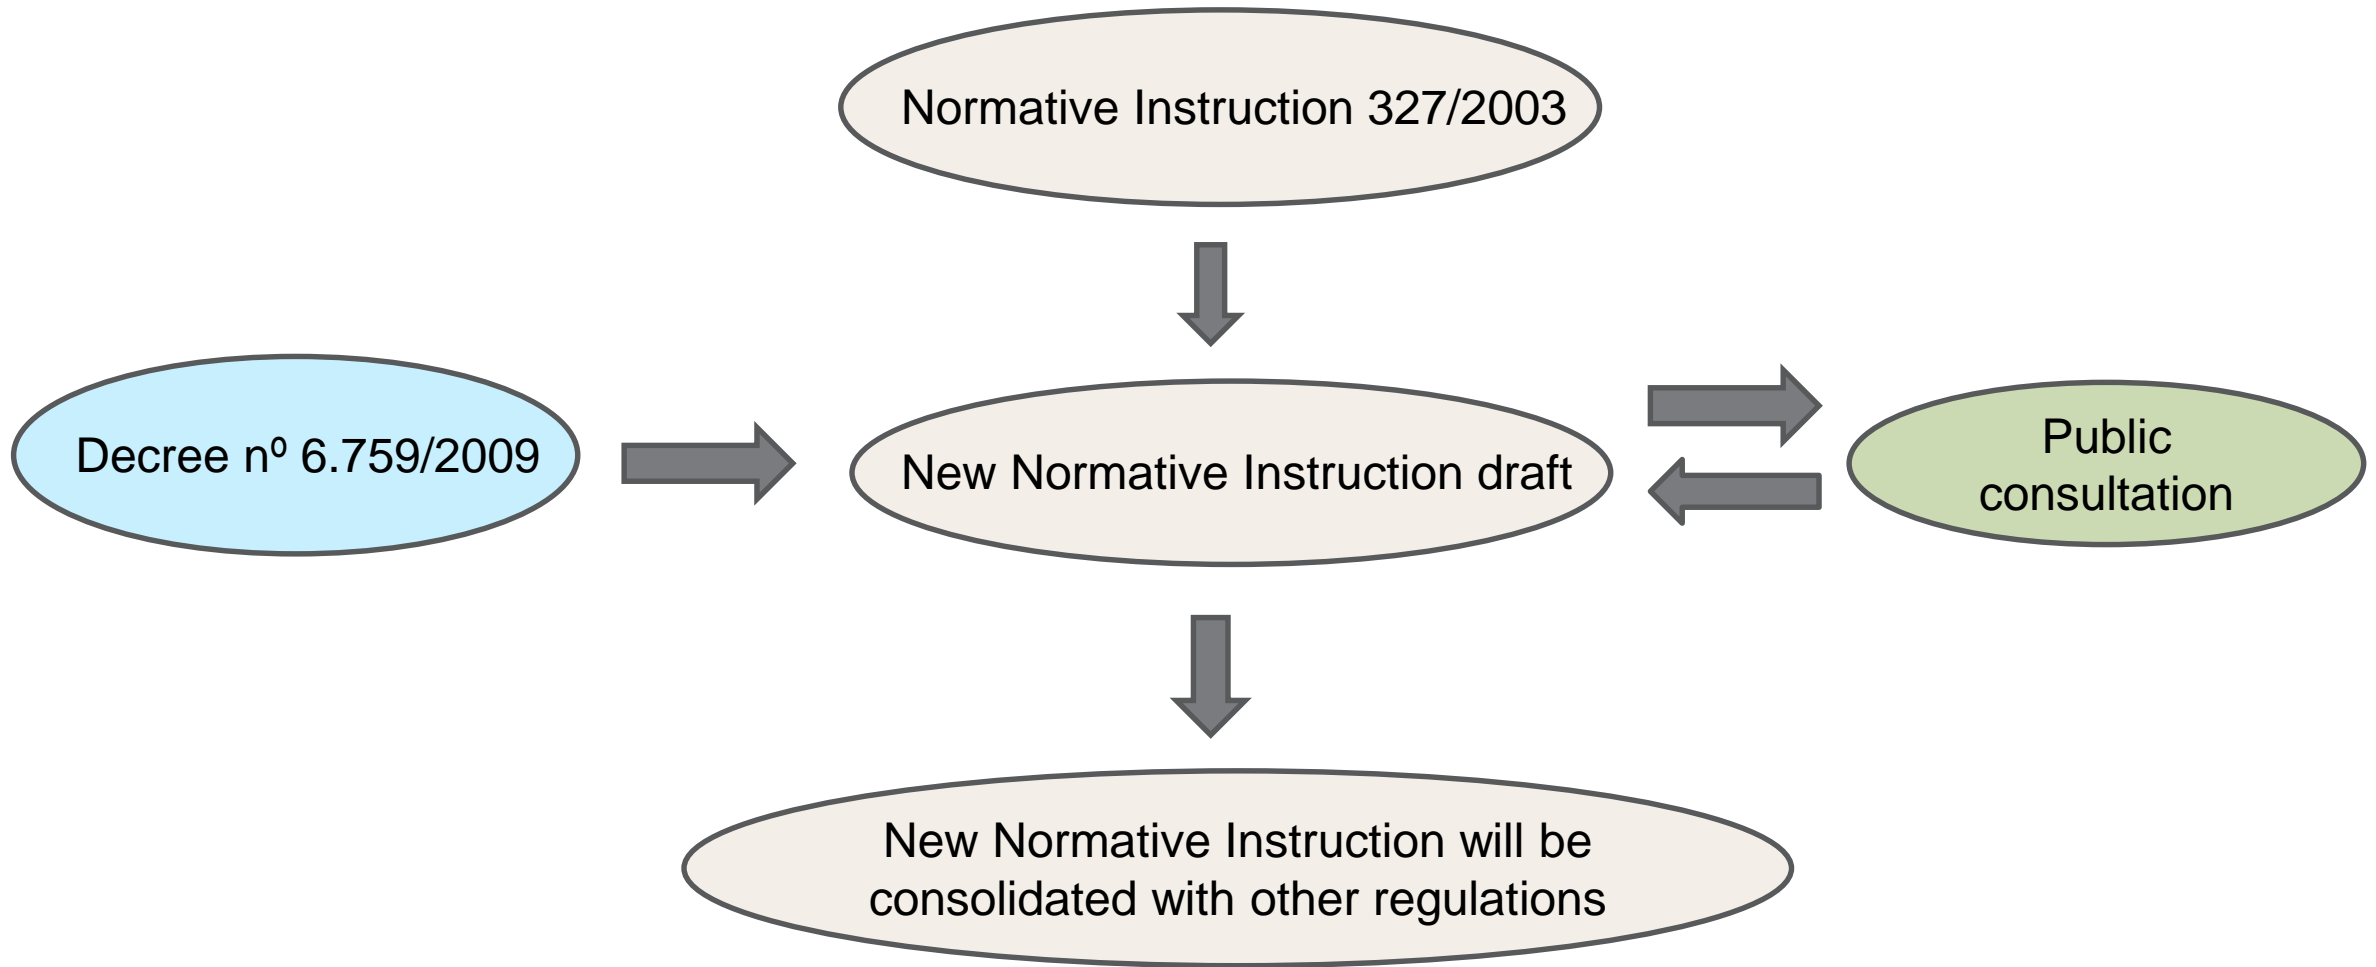 Normative Instruction 327/2003
Decree nº 6.759/2009
New Normative Instruction draft
Public
consultation
New Normative Instruction will be
consolidated with other regulations